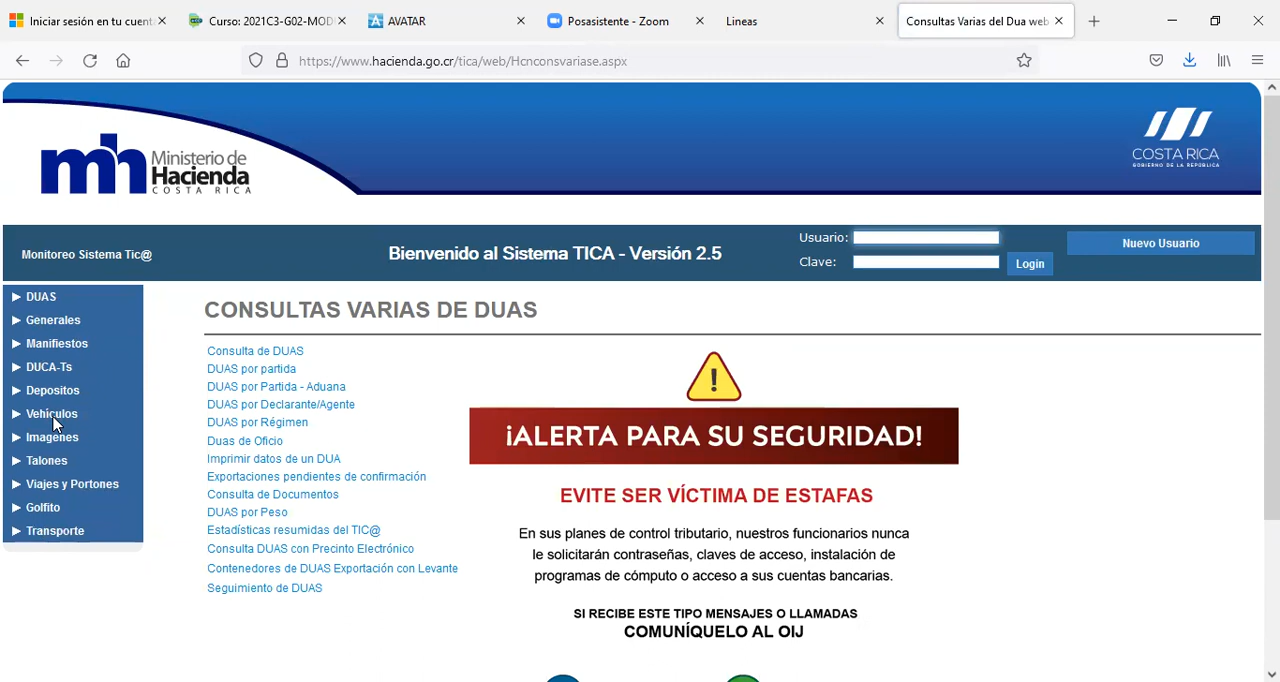 Iniciar sesión en tu cuent
Curso: 2021C3-G02-MOD
AVATAR
Posasistente - Zoom
Lineas
Consultas Varias del Dua web
https://www.hacienda.go.cr/tica/web/Hcnconsvariase.aspx
mh Ministerio de Hacienda
COSTA RICA
COSTA RICA
GOBIERNO DE LA REPÚBLICA
Monitoreo Sistema Tic@
Bienvenido al Sistema TICA - Versión 2.5
Usuario:
Clave:
Login
Nuevo Usuario
DUAS
Generales
Manifiestos
DUCA-Ts
Depositos
Vehículos
Imagenes
Talones
Viajes y Portones
Golfito
Transporte
CONSULTAS VARIAS DE DUAS
Consulta de DUAS
DUAS por partida
DUAS por Partida - Aduana
DUAS por Declarante/Agente
DUAS por Régimen
Duas de Oficio
Imprimir datos de un DUA
Exportaciones pendientes de confirmación
Consulta de Documentos
DUAS por Peso
Estadísticas resumidas del TIC@
Consulta DUAS con Precinto Electrónico
Contenedores de DUAS Exportación con Levante
Seguimiento de DUAS
¡ALERTA PARA SU SEGURIDAD!
EVITE SER VÍCTIMA DE ESTAFAS
En sus planes de control tributario, nuestros funcionarios nunca
le solicitarán contraseñas, claves de acceso, instalación de
programas de cómputo o acceso a sus cuentas bancarias.
SI RECIBE ESTE TIPO MENSAJES O LLAMADAS
COMUNÍQUELO AL OIJ